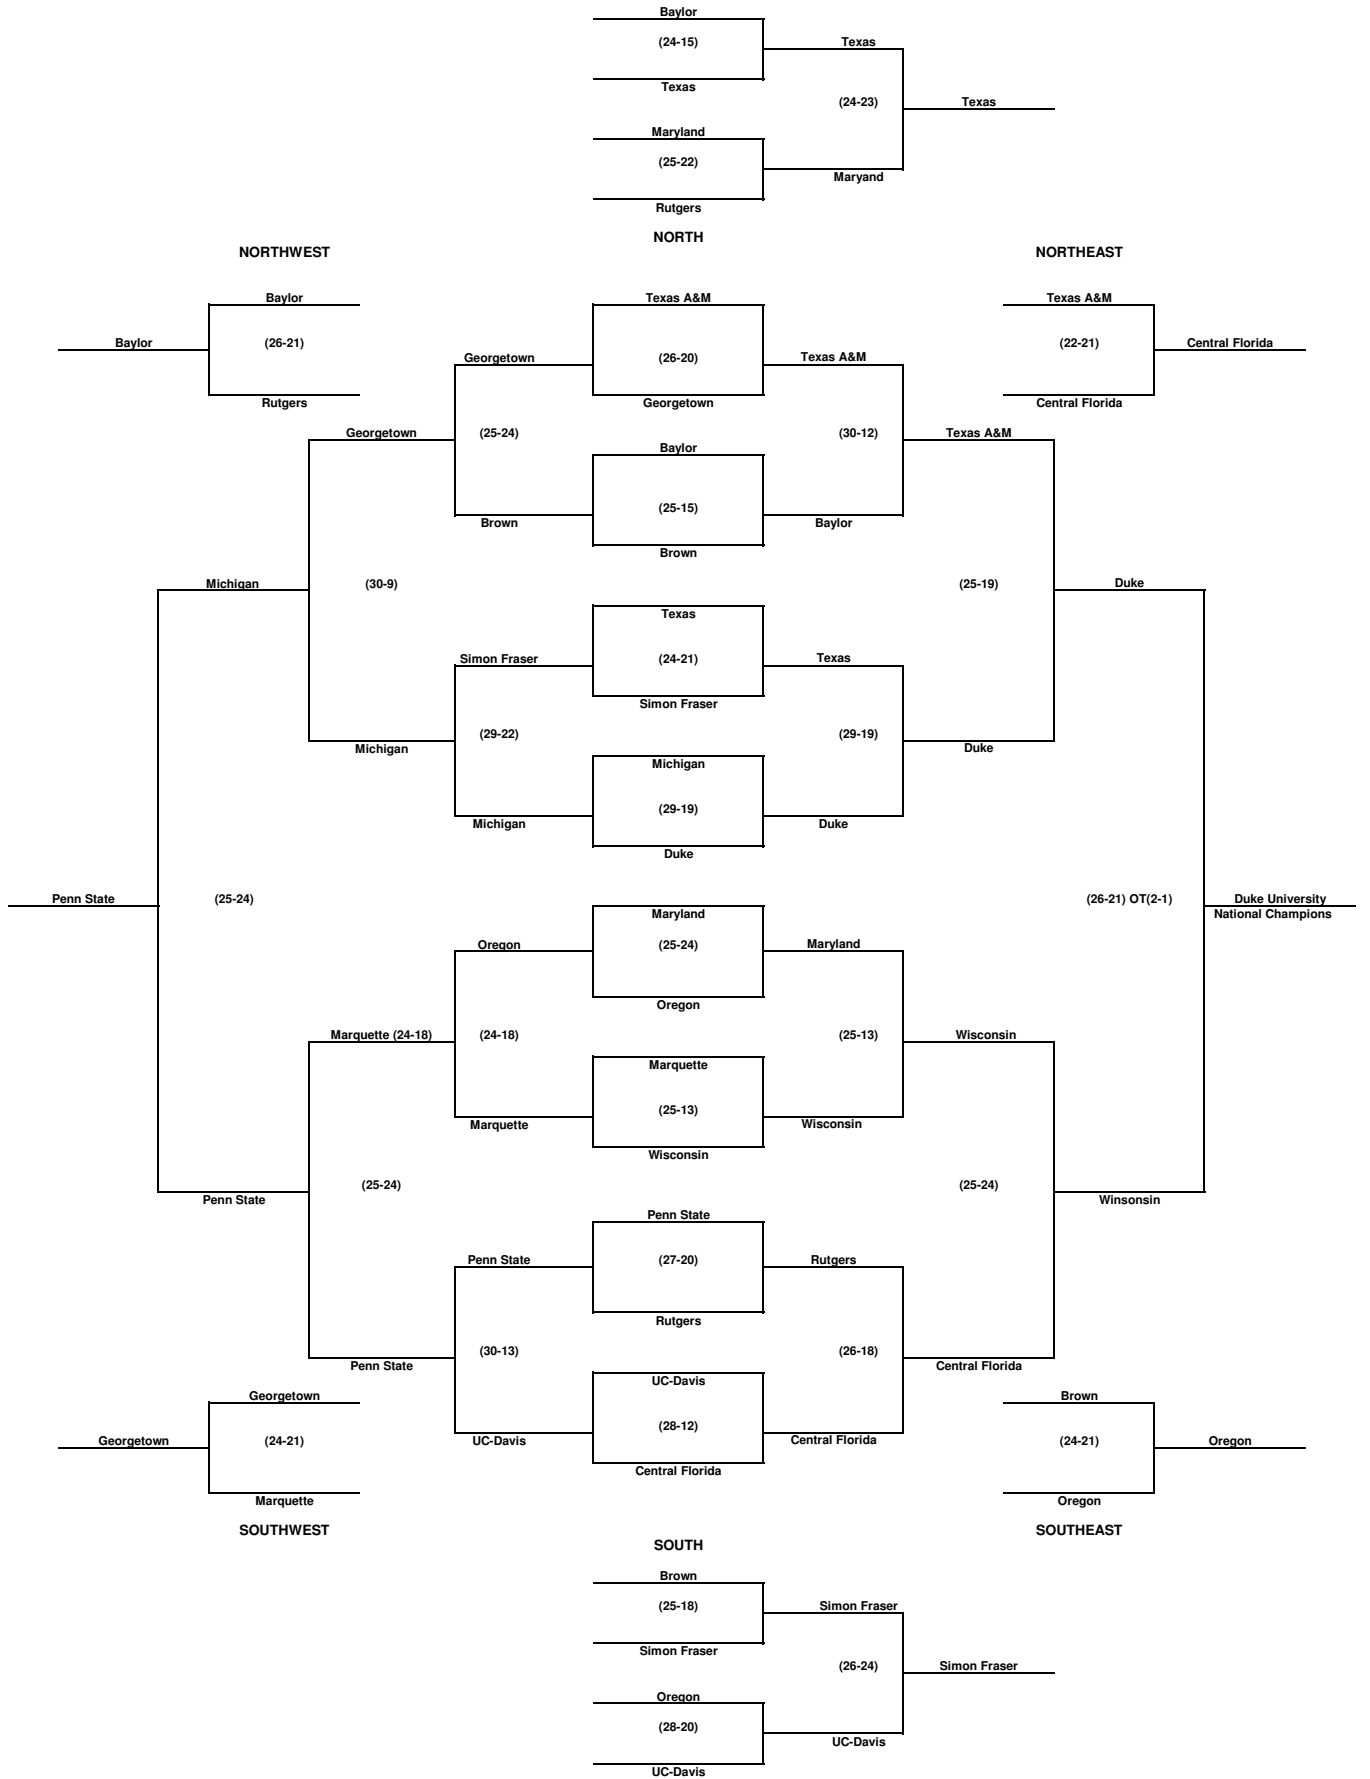 Baylor
(24-15)
Texas
Texas
(24-23)
Texas
Maryland
(25-22)
Maryand
Rutgers
NORTH
NORTHWEST
NORTHEAST
Baylor
Texas A&M
Texas A&M
Baylor
(26-21)
Georgetown
(26-20)
Texas A&M
(22-21)
Central Florida
Rutgers
Georgetown
Central Florida
Georgetown
(25-24)
(30-12)
Texas A&M
Baylor
(25-15)
Brown
Baylor
Brown
Michigan
(30-9)
(25-19)
Duke
Texas
Simon Fraser
(24-21)
Texas
Simon Fraser
(29-22)
(29-19)
Michigan
Duke
Michigan
(29-19)
Michigan
Duke
Duke
Penn State
(25-24)
(26-21) OT(2-1)
Duke University
National Champions
Maryland
Oregon
(25-24)
Maryland
Oregon
Marquette (24-18)
(24-18)
(25-13)
Wisconsin
Marquette
(25-13)
Marquette
Wisconsin
Wisconsin
(25-24)
(25-24)
Penn State
Winsonsin
Penn State
Penn State
(27-20)
Rutgers
Rutgers
(30-13)
(26-18)
Penn State
Central Florida
UC-Davis
Georgetown
Brown
(28-12)
Georgetown
(24-21)
UC-Davis
Central Florida
(24-21)
Oregon
Central Florida
Marquette
Oregon
SOUTHWEST
SOUTHEAST
SOUTH
Brown
(25-18)
Simon Fraser
Simon Fraser
(26-24)
Simon Fraser
Oregon
(28-20)
UC-Davis
UC-Davis